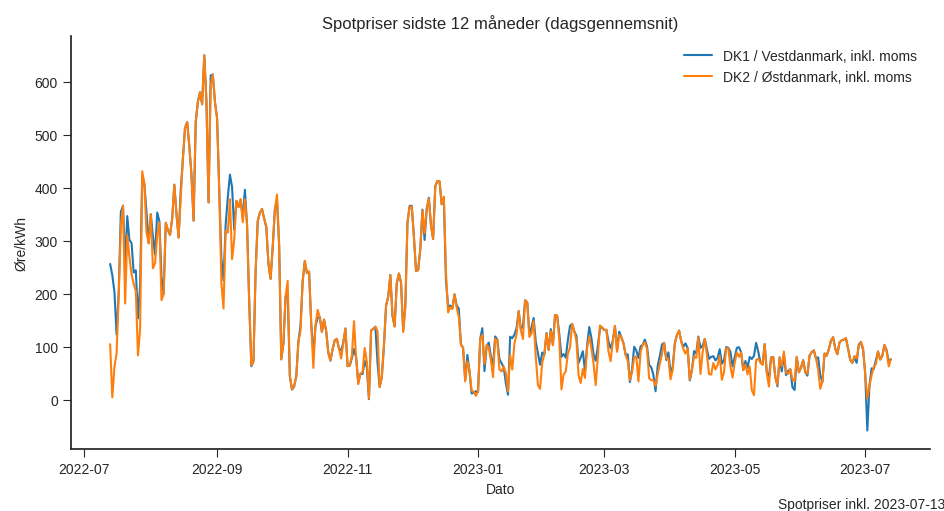 Spotpriser sidste 12 måneder (dagsgennemsnit)
DK1 / Vestdanmark, inkl. moms
DK2 / Østdanmark, inkl. moms
Øre/kWh
600
500
400
300
200
100
0
2022-07 2022-09 2022-11 2023-01 2023-03 2023-05 2023-07
Dato
Spotpriser inkl. 2023-07-13